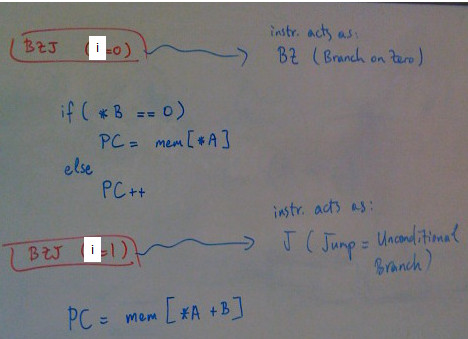 BZJ (i=0)
instr. acts as:
BZ (Branch on Zero)
if ( *B == 0)
PC = mem[*A]
else
PC++
BZJ (i=1)
instr. acts as:
J (Jump = Unconditional
Branch)
PC = mem [*A + B]